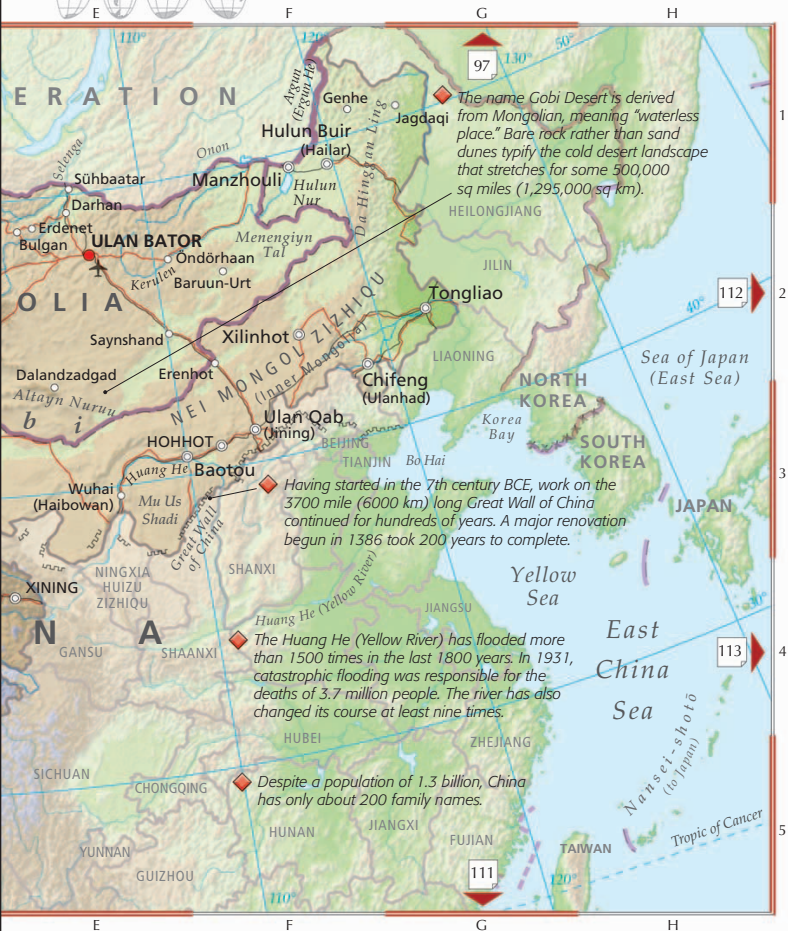 E F G H
110°
120°
130°
50°
97
1
ERATION
Argun
(Ergun He)
Genhe
Jagdaqi
The name Gobi Desert is derived
from Mongolian, meaning “waterless
place.” Bare rock rather than sand
dunes typify the cold desert landscape
that stretches for some 500,000
sq miles (1,295,000 sq km).
Hulun Buir
(Hailar)
Da Hinggan Ling
Onon
Selenga
Manzhouli
Hulun
Nur
Sühbaatar
Darhan
Erdenet
Bulgan
ULAN BATOR
Menengiyn
Tal
HEILONGJIANG
Öndörhaan
Kerulen
Baruun-Urt
JILIN
2
112
40°
OLIA
Tongliao
Saynshand
Xilinhot
NEI MONGOL ZIZHIQU
(Inner Mongolia)
LIAONING
Sea of Japan
(East Sea)
Dalandzadgad
Erenhot
Altayn Nuruu
b i
Chifeng
(Ulanhad)
NORTH
KOREA
Ulan Qab
(Jining)
Korea
Bay
HOHHOT
BEIJING
SOUTH
KOREA
Huang He
Baotou
TIANJIN
Bo Hai
3
Wuhai
(Haibowan)
Mu Us
Shadi
Great Wall
of China
Having started in the 7th century BCE, work on the
3700 mile (6000 km) long Great Wall of China
continued for hundreds of years. A major renovation
begun in 1386 took 200 years to complete.
JAPAN
XINING
NINGXIA
HUIZU
ZIZHIQU
SHANXI
Yellow
Sea
30°
Huang He (Yellow River)
JIANGSU
N A
GANSU
SHAANXI
The Huang He (Yellow River) has flooded more
than 1500 times in the last 1800 years. In 1931,
catastrophic flooding was responsible for the
deaths of 3.7 million people. The river has also
changed its course at least nine times.
East
China
Sea
113
4
HUBEI
ZHEJIANG
Nansei-shotō
(to Japan)
SICHUAN
CHONGQING
Despite a population of 1.3 billion, China
has only about 200 family names.
HUNAN
JIANGXI
FUJIAN
Tropic of Cancer
5
YUNNAN
GUIZHOU
TAIWAN
111
110°
120°
E F G H